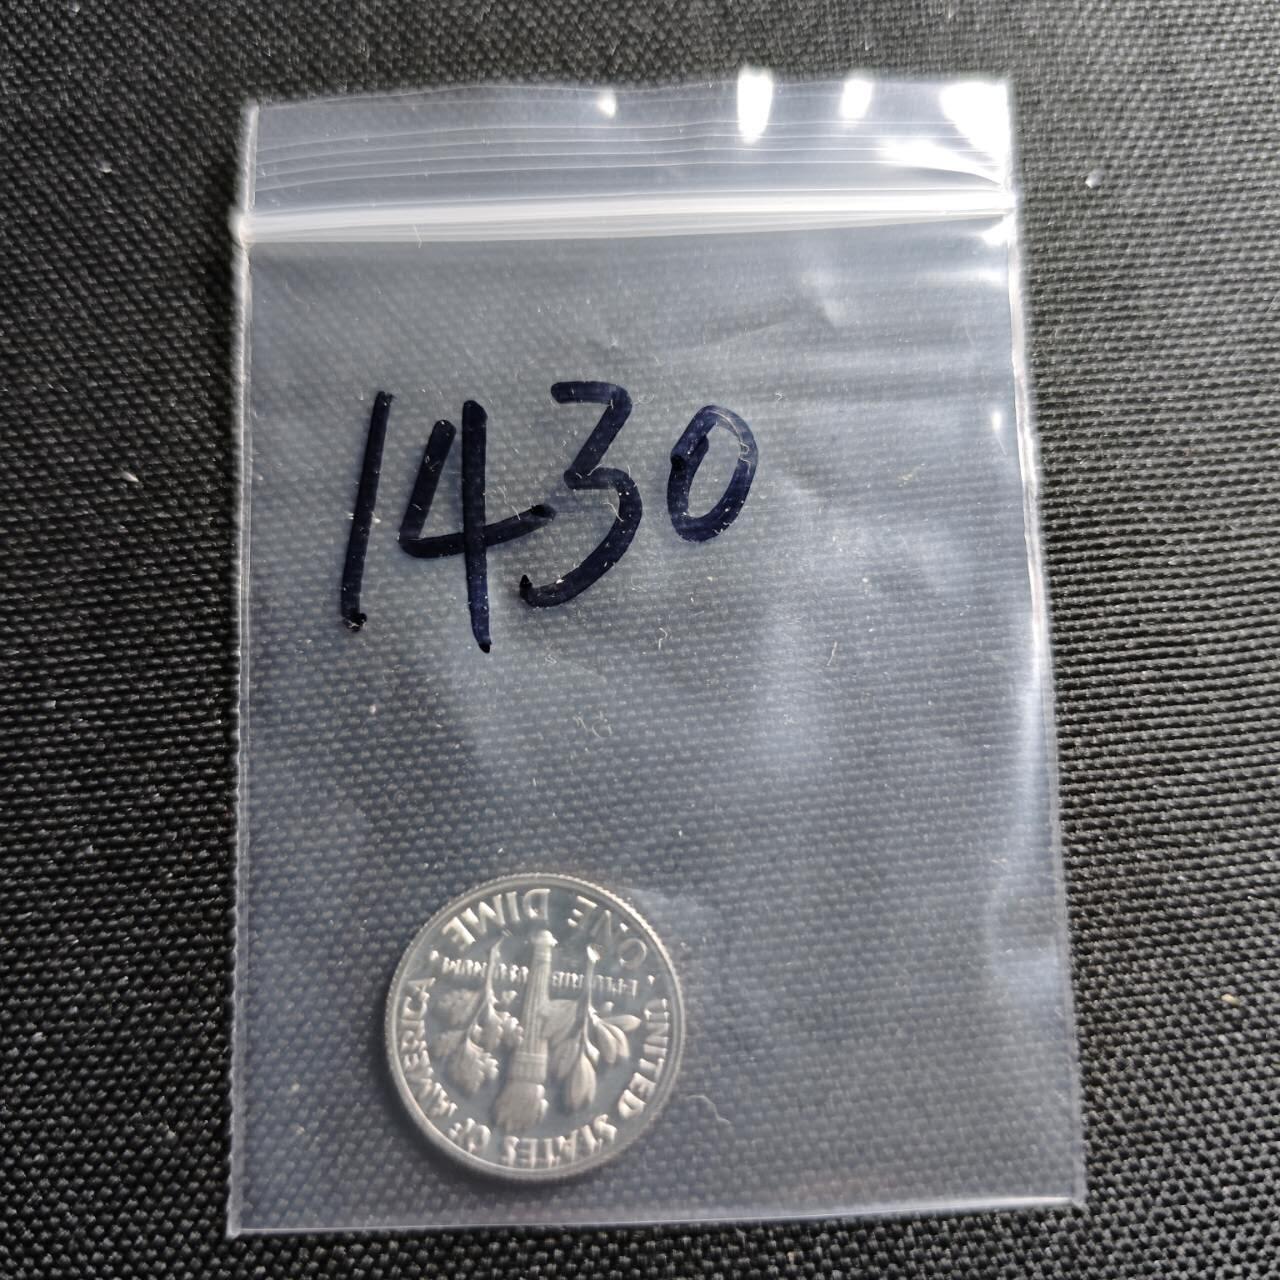 1430
UNITED STATES OF AMERICA
E PLURIBUS UNUM
ONE DIME